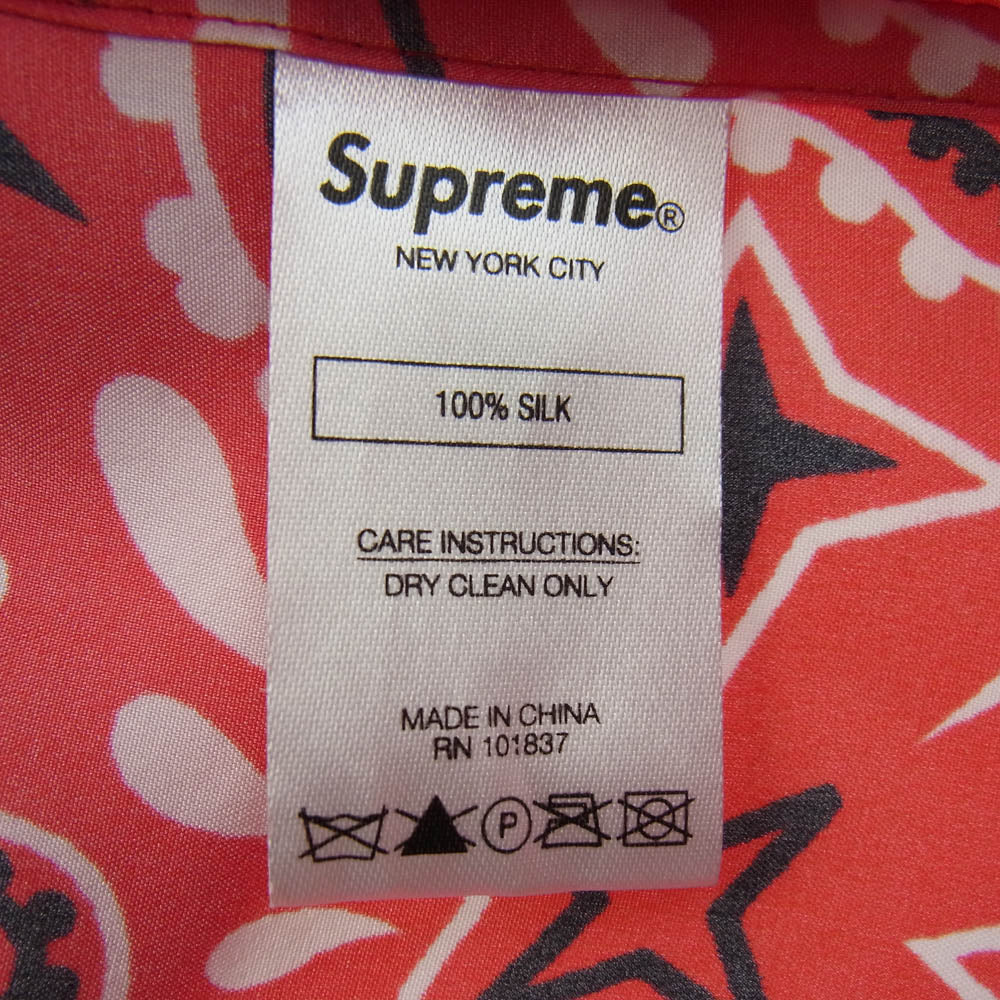 Supreme®
NEW YORK CITY
100% SILK
CARE INSTRUCTIONS:
DRY CLEAN ONLY
MADE IN CHINA
RN 101837
P